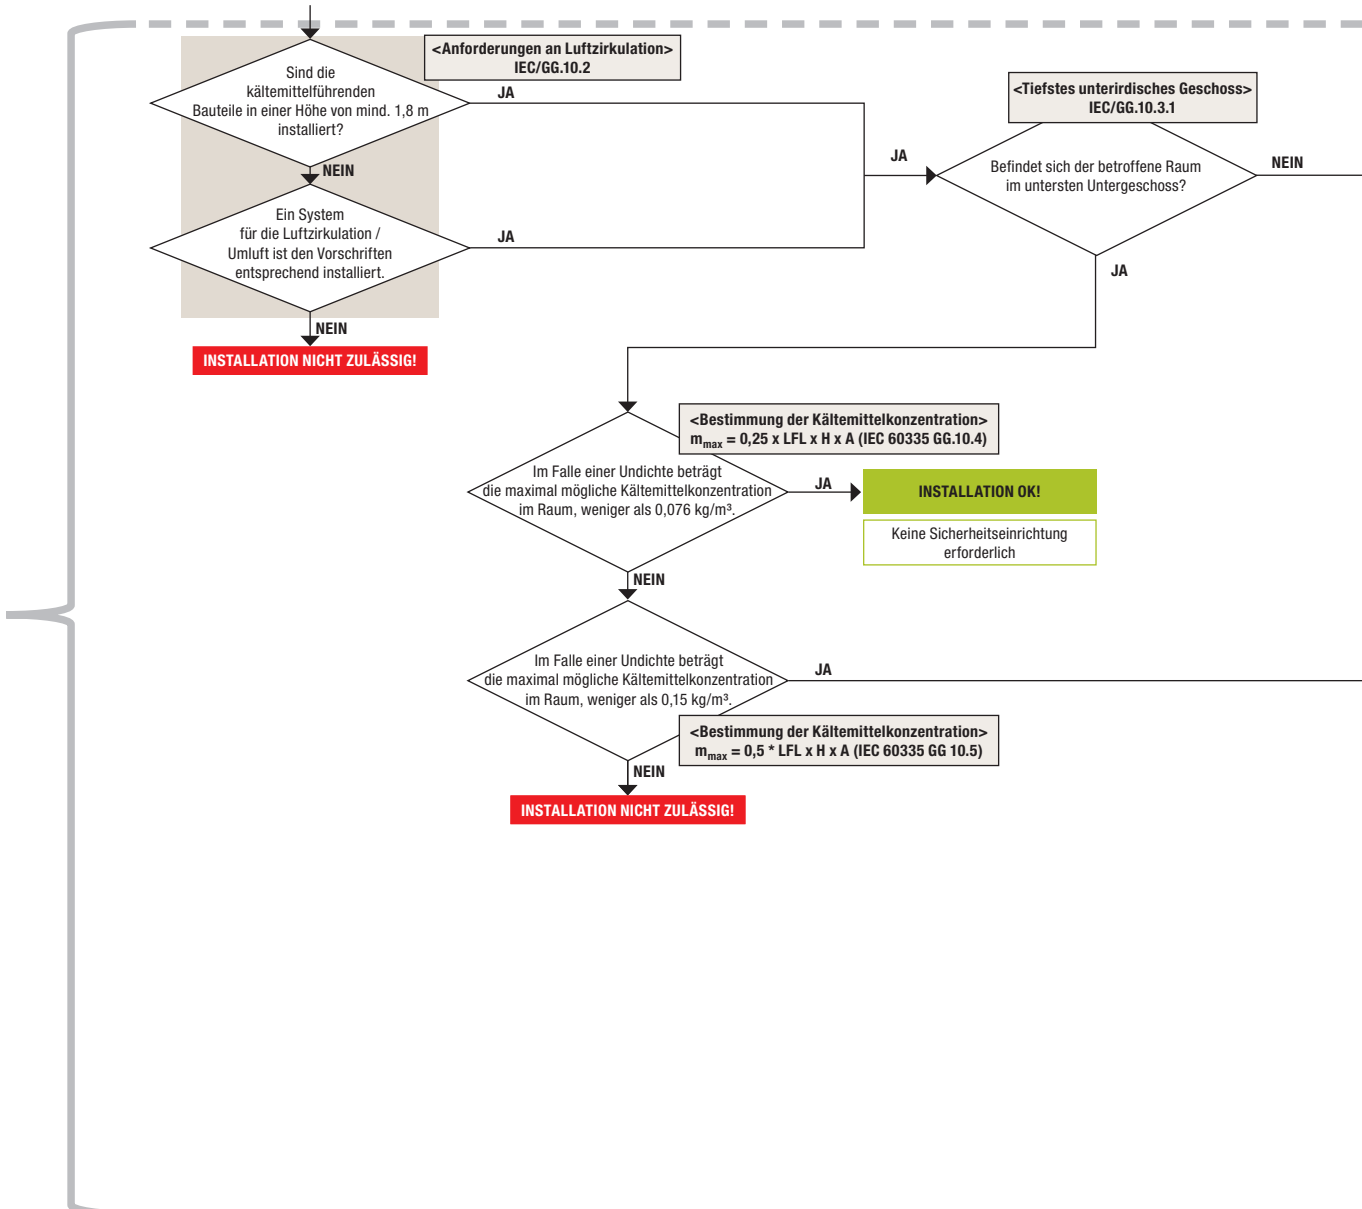 <Anforderungen an Luftzirkulation>
IEC/GG.10.2
Sind die
kältemittelführenden
Bauteile in einer Höhe von mind. 1,8 m
installiert?
JA
NEIN
Ein System
für die Luftzirkulation /
Umluft ist den Vorschriften
entsprechend installiert.
JA
NEIN
INSTALLATION NICHT ZULÄSSIG!
<Tiefstes unterirdisches Geschoss>
IEC/GG.10.3.1
JA
Befindet sich der betroffene Raum
im untersten Untergeschoss?
NEIN
JA
<Bestimmung der Kältemittelkonzentration>
mmax = 0,25 x LFL x H x A (IEC 60335 GG.10.4)
Im Falle einer Undichte beträgt
die maximal mögliche Kältemittelkonzentration
im Raum, weniger als 0,076 kg/m³.
JA
INSTALLATION OK!
Keine Sicherheitseinrichtung
erforderlich
NEIN
Im Falle einer Undichte beträgt
die maximal mögliche Kältemittelkonzentration
im Raum, weniger als 0,15 kg/m³.
JA
<Bestimmung der Kältemittelkonzentration>
mmax = 0,5 * LFL x H x A (IEC 60335 GG 10.5)
NEIN
INSTALLATION NICHT ZULÄSSIG!